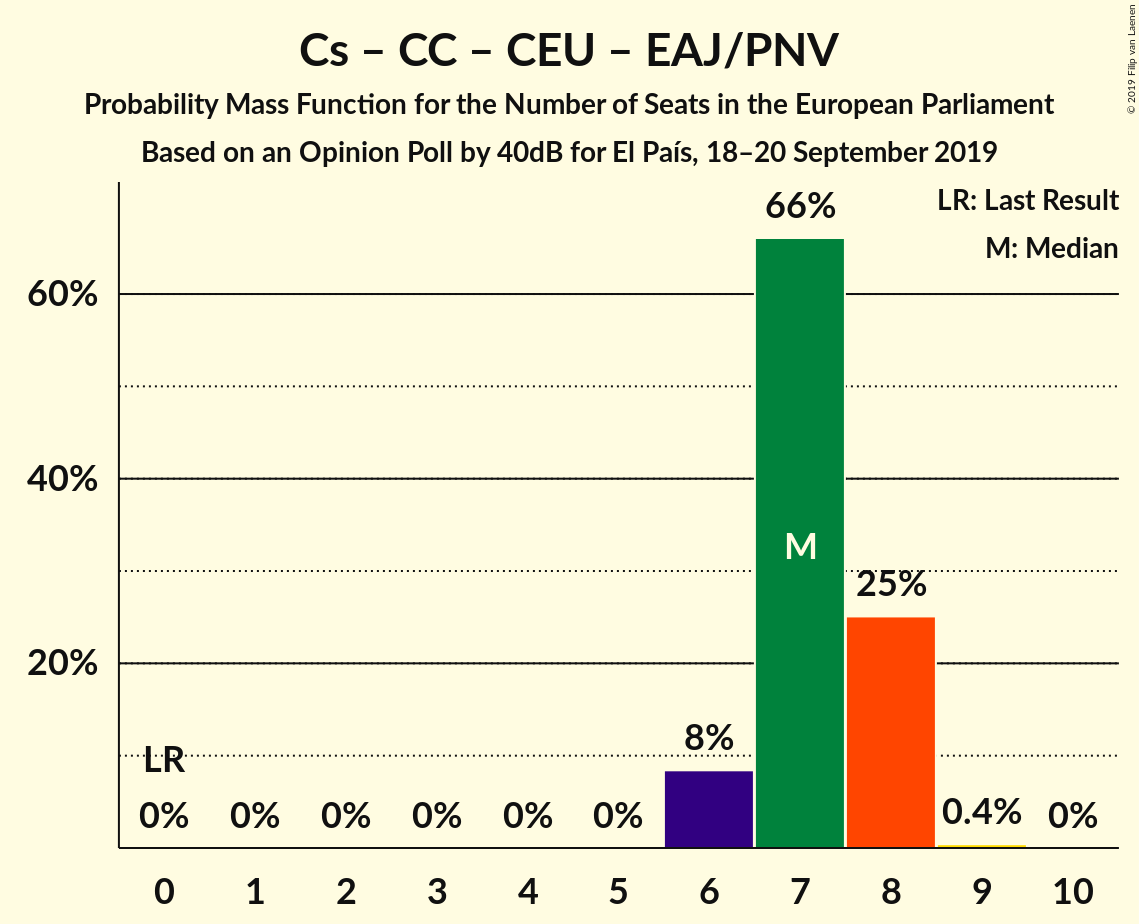 Cs – CC – CEU – EAJ/PNV
Probability Mass Function for the Number of Seats in the European Parliament
Based on an Opinion Poll by 40dB for El País, 18–20 September 2019
© 2019 Filip van Laenen
LR: Last Result
M: Median
66%
60%
40%
M
25%
20%
8%
LR
0% 0% 0% 0% 0% 0% 0.4% 0%
0 1 2 3 4 5 6 7 8 9 10